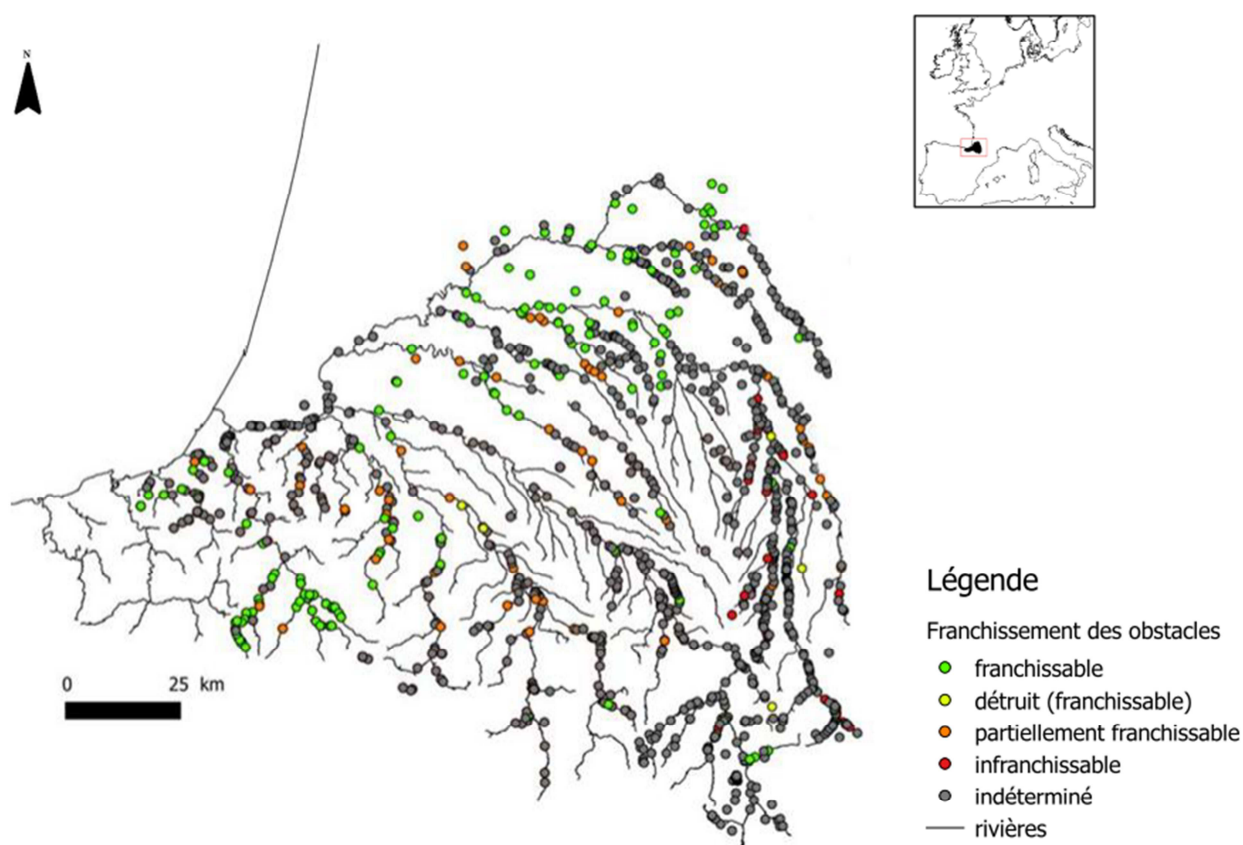 N
0 25 km
Légende
Franchissement des obstacles
franchissable
détruit (franchissable)
partiellement franchissable
infranchissable
indéterminé
rivières